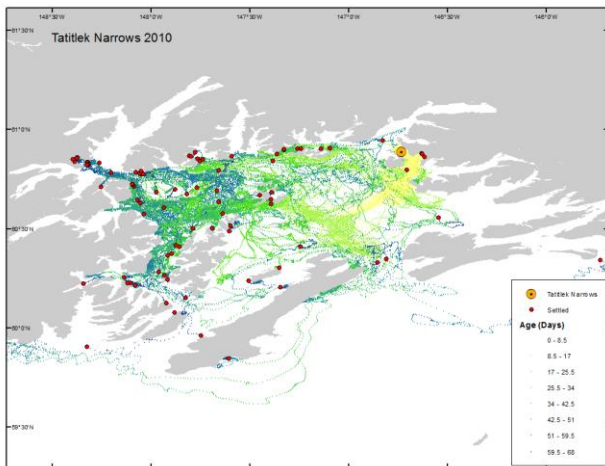 148°30'W 148°0'W 147°30'W 147°0'W 146°30'W 146°0'W
61°30'N
Tatitlek Narrows 2010
61°0'N
60°30'N
60°0'N
59°30'N
Tatitlek Narrows
Settled
Age (Days)
0 - 8.5
8.5 - 17
17 - 25.5
25.5 - 34
34 - 42.5
42.5 - 51
51 - 59.5
59.5 - 68